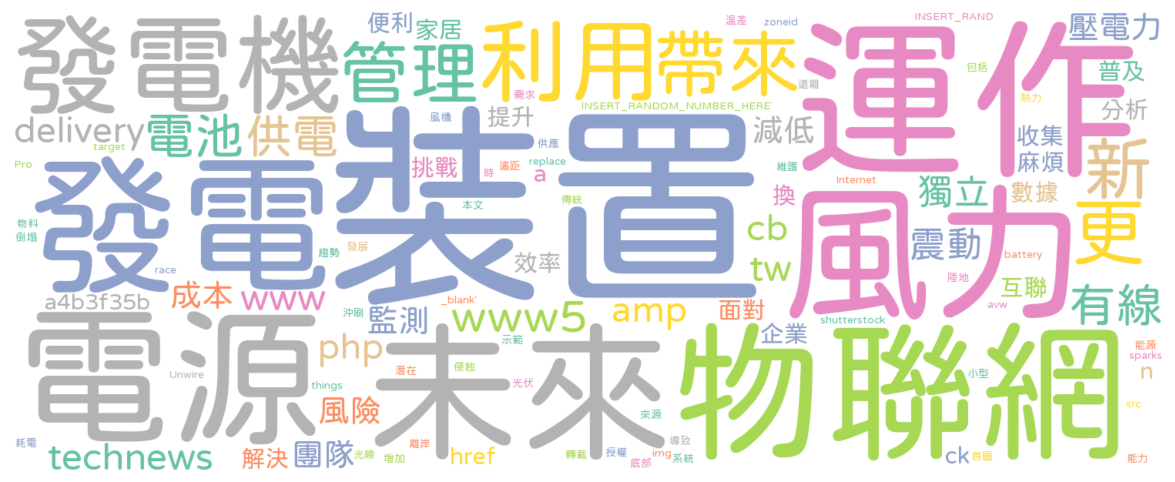 發電機
管理
便利
家居
利用
帶來
溫差
zoneid
運作
INSERT_RAND
壓電力
普及
包括
熱力
遠離
需求
INSERT_RANDOM_NUMBER_HERE'
分析
delivery
target
電池
供電
風機
提升
減低
收集
麻煩
新
Pro
發電
裝置
挑戰
時
遙距
供應
replace
a
本文
傳統
維護
換
Internet
獨立
數據
更
風力
物料
倒塌
race
趨勢
發展
效率
cb
tw
震動
battery
陸地
互聯
有線
a4b3f35b
成本
www
_blank'
沖刷
監測
www5
示範
amp
面對
企業
shutterstock
avw
電源
php
未來
物聯網
能源
sparks
n
小型
src
Unwire
things
潛在
侵蝕
光伏
風險
來源
耗電
technews
解決
團隊
光線
增加
離岸
href
轉載
授權
導致
底部
img
系統
ck
首圖
能力